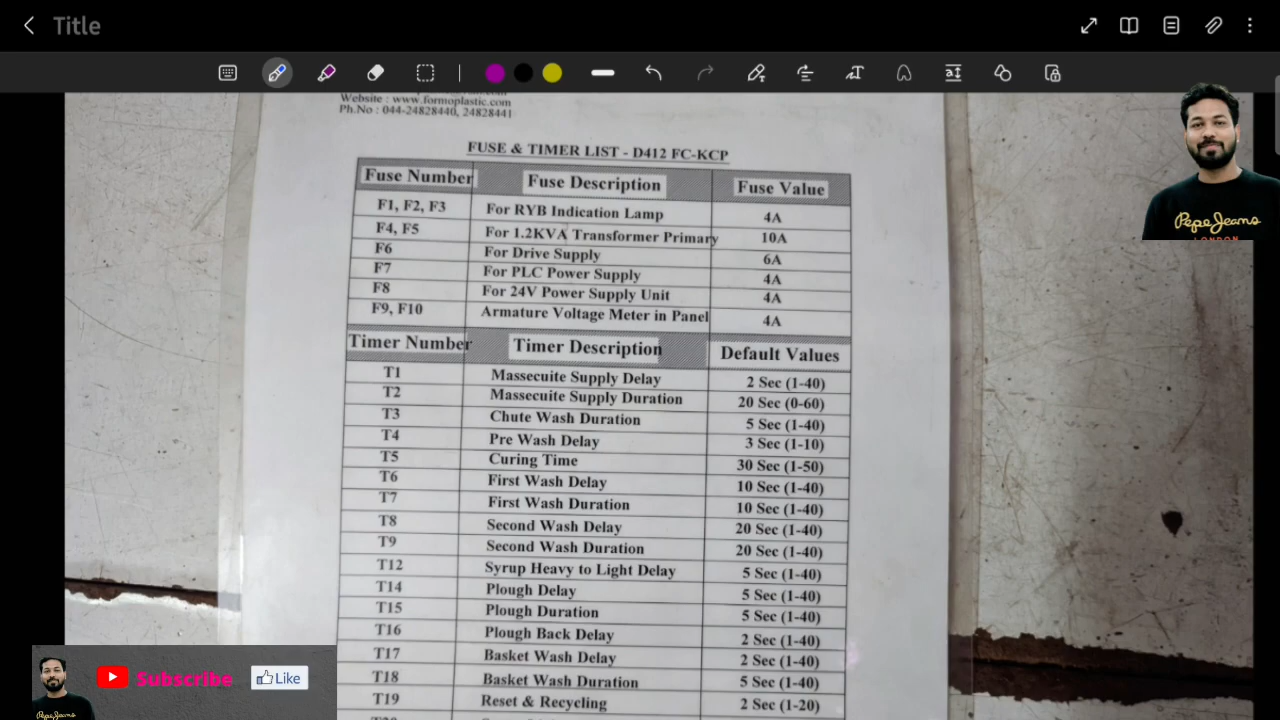 Title
Website : www.formoplastic.com
Ph.No : 044-24828440, 24828441
FUSE & TIMER LIST - D412 FC-KCP
Fuse Number Fuse Description Fuse Value
F1, F2, F3 For RYB Indication Lamp 4A
F4, F5 For 1.2KVA Transformer Primary 10A
F6 For Drive Supply 6A
F7 For PLC Power Supply 4A
F8 For 24V Power Supply Unit 4A
F9, F10 Armature Voltage Meter in Panel 4A
Timer Number Timer Description Default Values
T1 Massecuite Supply Delay 2 Sec (1-40)
T2 Massecuite Supply Duration 20 Sec (0-60)
T3 Chute Wash Duration 5 Sec (1-40)
T4 Pre Wash Delay 3 Sec (1-10)
T5 Curing Time 30 Sec (1-50)
T6 First Wash Delay 10 Sec (1-40)
T7 First Wash Duration 10 Sec (1-40)
T8 Second Wash Delay 20 Sec (1-40)
T9 Second Wash Duration 20 Sec (1-40)
T12 Syrup Heavy to Light Delay 5 Sec (1-40)
T14 Plough Delay 5 Sec (1-40)
T15 Plough Duration 5 Sec (1-40)
T16 Plough Back Delay 2 Sec (1-40)
T17 Basket Wash Delay 2 Sec (1-40)
T18 Basket Wash Duration 5 Sec (1-40)
T19 Reset & Recycling 2 Sec (1-20)
Pepe Jeans
LONDON
Subscribe
Like
Pepe Jeans